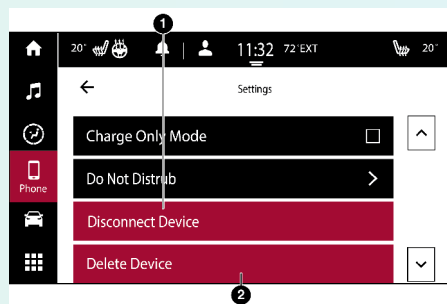 1
20° 11:32 72°EXT 20°
Settings
Charge Only Mode
Do Not Distrub
Phone
Disconnect Device
Delete Device
2